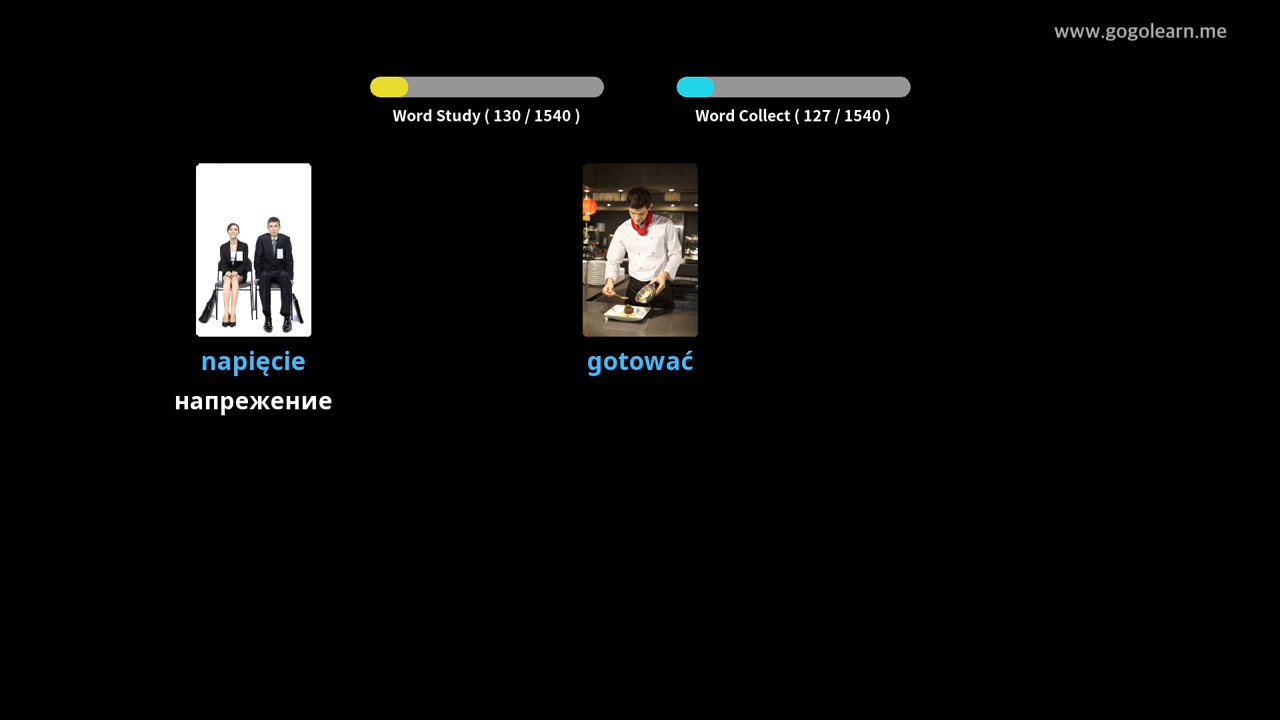 www.gogolearn.me
Word Study ( 130 / 1540 )
Word Collect ( 127 / 1540 )
napięcie
напрежение
gotować